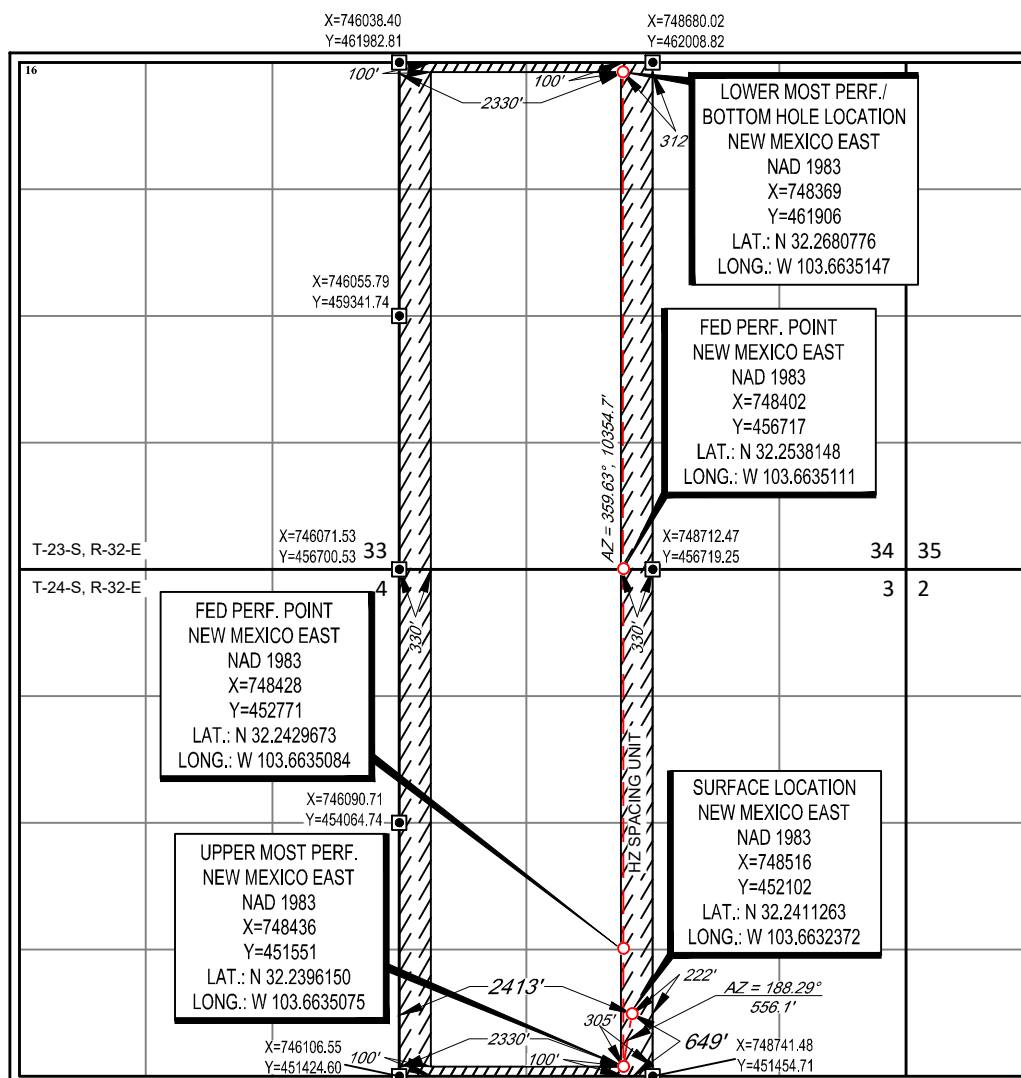 X=746038.40
Y=461982.81
X=748680.02
Y=462008.82
16
100'
100'
2330'
312'
LOWER MOST PERF./
BOTTOM HOLE LOCATION
NEW MEXICO EAST
NAD 1983
X=748369
Y=461906
LAT.: N 32.2680776
LONG.: W 103.6635147
X=746055.79
Y=459341.74
FED PERF. POINT
NEW MEXICO EAST
NAD 1983
X=748402
Y=456717
LAT.: N 32.2538148
LONG.: W 103.6635111
AZ = 359.63°, 10354.7'
X=746071.53
Y=456700.53
X=748712.47
Y=456719.25
T-23-S, R-32-E
33
34
35
T-24-S, R-32-E
4
3
2
330'
330'
FED PERF. POINT
NEW MEXICO EAST
NAD 1983
X=748428
Y=452771
LAT.: N 32.2429673
LONG.: W 103.6635084
HZ SPACING UNIT
X=746090.71
Y=454064.74
SURFACE LOCATION
NEW MEXICO EAST
NAD 1983
X=748516
Y=452102
LAT.: N 32.2411263
LONG.: W 103.6632372
UPPER MOST PERF.
NEW MEXICO EAST
NAD 1983
X=748436
Y=451551
LAT.: N 32.2396150
LONG.: W 103.6635075
2413'
222'
AZ = 188.29°
556.1'
305'
649'
2330'
X=746106.55
Y=451424.60
100'
100'
X=748741.48
Y=451454.71